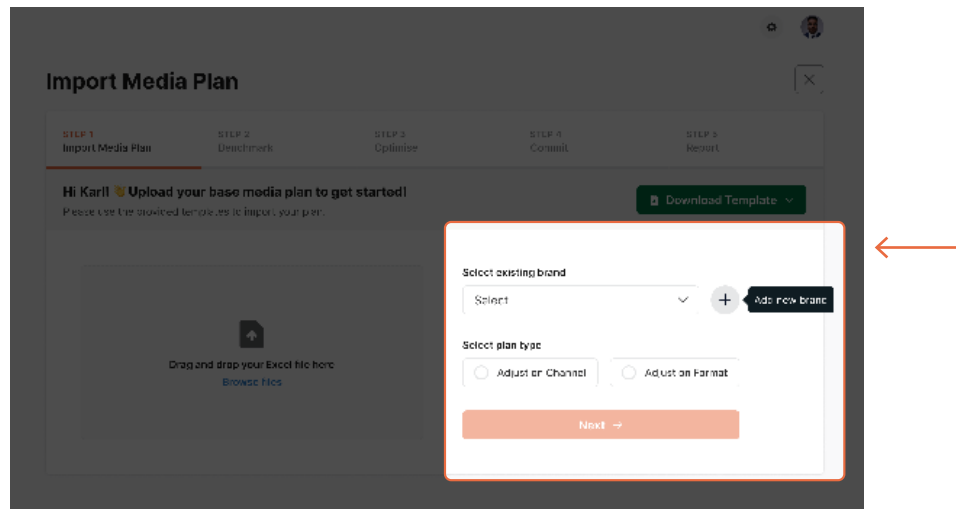 Import Media Plan
STEP 1
Import Media Plan
STEP 2
Benchmark
STEP 3
Optimise
STEP 4
Commit
STEP 5
Report
Hi Karl! 👋 Upload your base media plan to get started!
Please use the provided templates to import your plan.
Download Template
Drag and drop your Excel file here
Browse files
Select existing brand
Select
Add new brand
Select plan type
Adjust on Channel
Adjust on Format
Next →